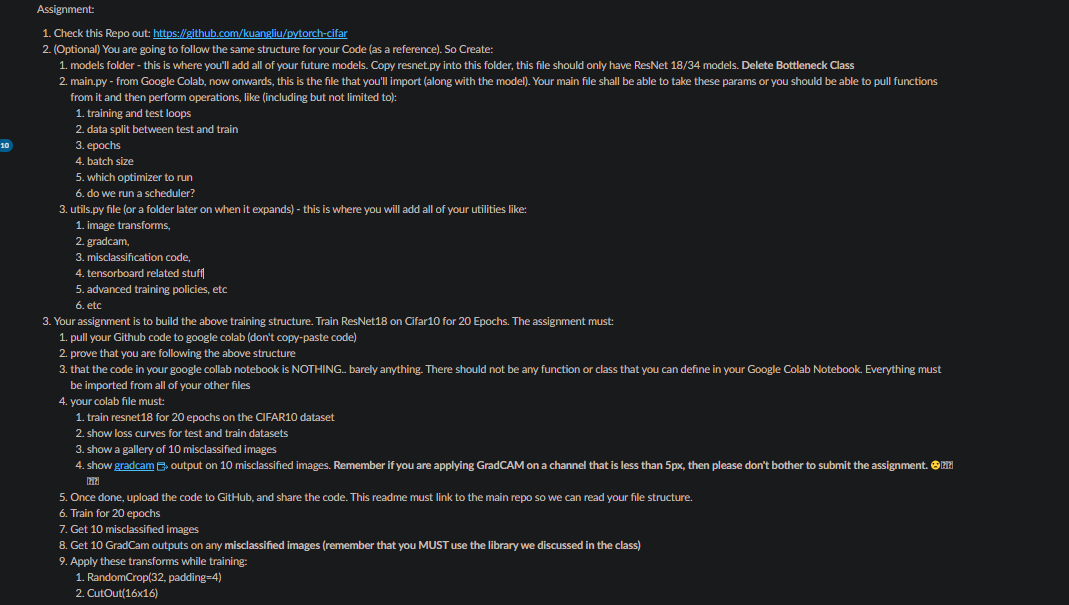 Assignment:
1. Check this Repo out: https://github.com/kuangliu/pytorch-cifar
2. (Optional) You are going to follow the same structure for your Code (as a reference). So Create:
1. models folder - this is where you'll add all of your future models. Copy resnet.py into this folder, this file should only have ResNet 18/34 models. Delete Bottleneck Class
2. main.py - from Google Colab, now onwards, this is the file that you'll import (along with the model). Your main file shall be able to take these params or you should be able to pull functions
from it and then perform operations, like (including but not limited to):
1. training and test loops
2. data split between test and train
3. epochs
10
4. batch size
5. which optimizer to run
6. do we run a scheduler?
3. utils.py file (or a folder later on when it expands) - this is where you will add all of your utilities like:
1. image transforms,
2. gradcam,
3. misclassification code,
4. tensorboard related stuff
5. advanced training policies, etc
6. etc
3. Your assignment is to build the above training structure. Train ResNet18 on Cifar10 for 20 Epochs. The assignment must:
1. pull your Github code to google colab (don't copy-paste code)
2. prove that you are following the above structure
3. that the code in your google collab notebook is NOTHING.. barely anything. There should not be any function or class that you can define in your Google Colab Notebook. Everything must
be imported from all of your other files
4. your colab file must:
1. train resnet18 for 20 epochs on the CIFAR10 dataset
2. show loss curves for test and train datasets
3. show a gallery of 10 misclassified images
4. show gradcam output on 10 misclassified images. Remember if you are applying GradCAM on a channel that is less than 5px, then please don't bother to submit the assignment. 😡
5. Once done, upload the code to GitHub, and share the code. This readme must link to the main repo so we can read your file structure.
6. Train for 20 epochs
7. Get 10 misclassified images
8. Get 10 GradCam outputs on any misclassified images (remember that you MUST use the library we discussed in the class)
9. Apply these transforms while training:
1. RandomCrop(32, padding=4)
2. CutOut(16x16)